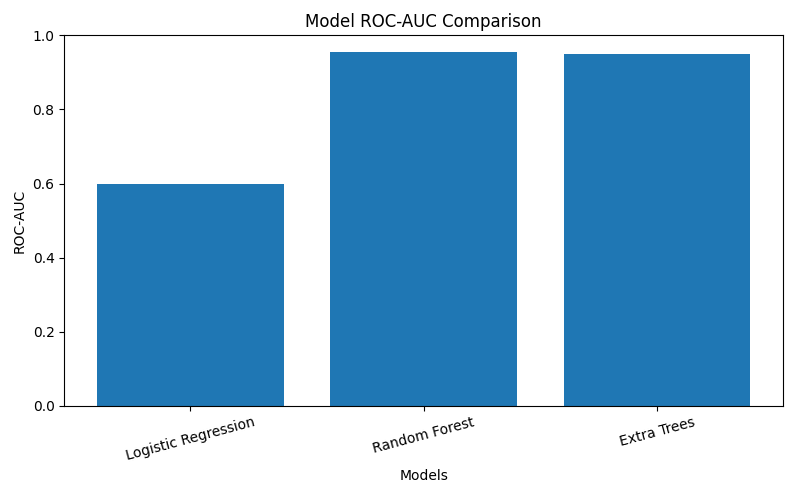 Model ROC-AUC Comparison
1.0
0.8
0.6
0.4
0.2
0.0
ROC-AUC
Logistic Regression
Random Forest
Extra Trees
Models